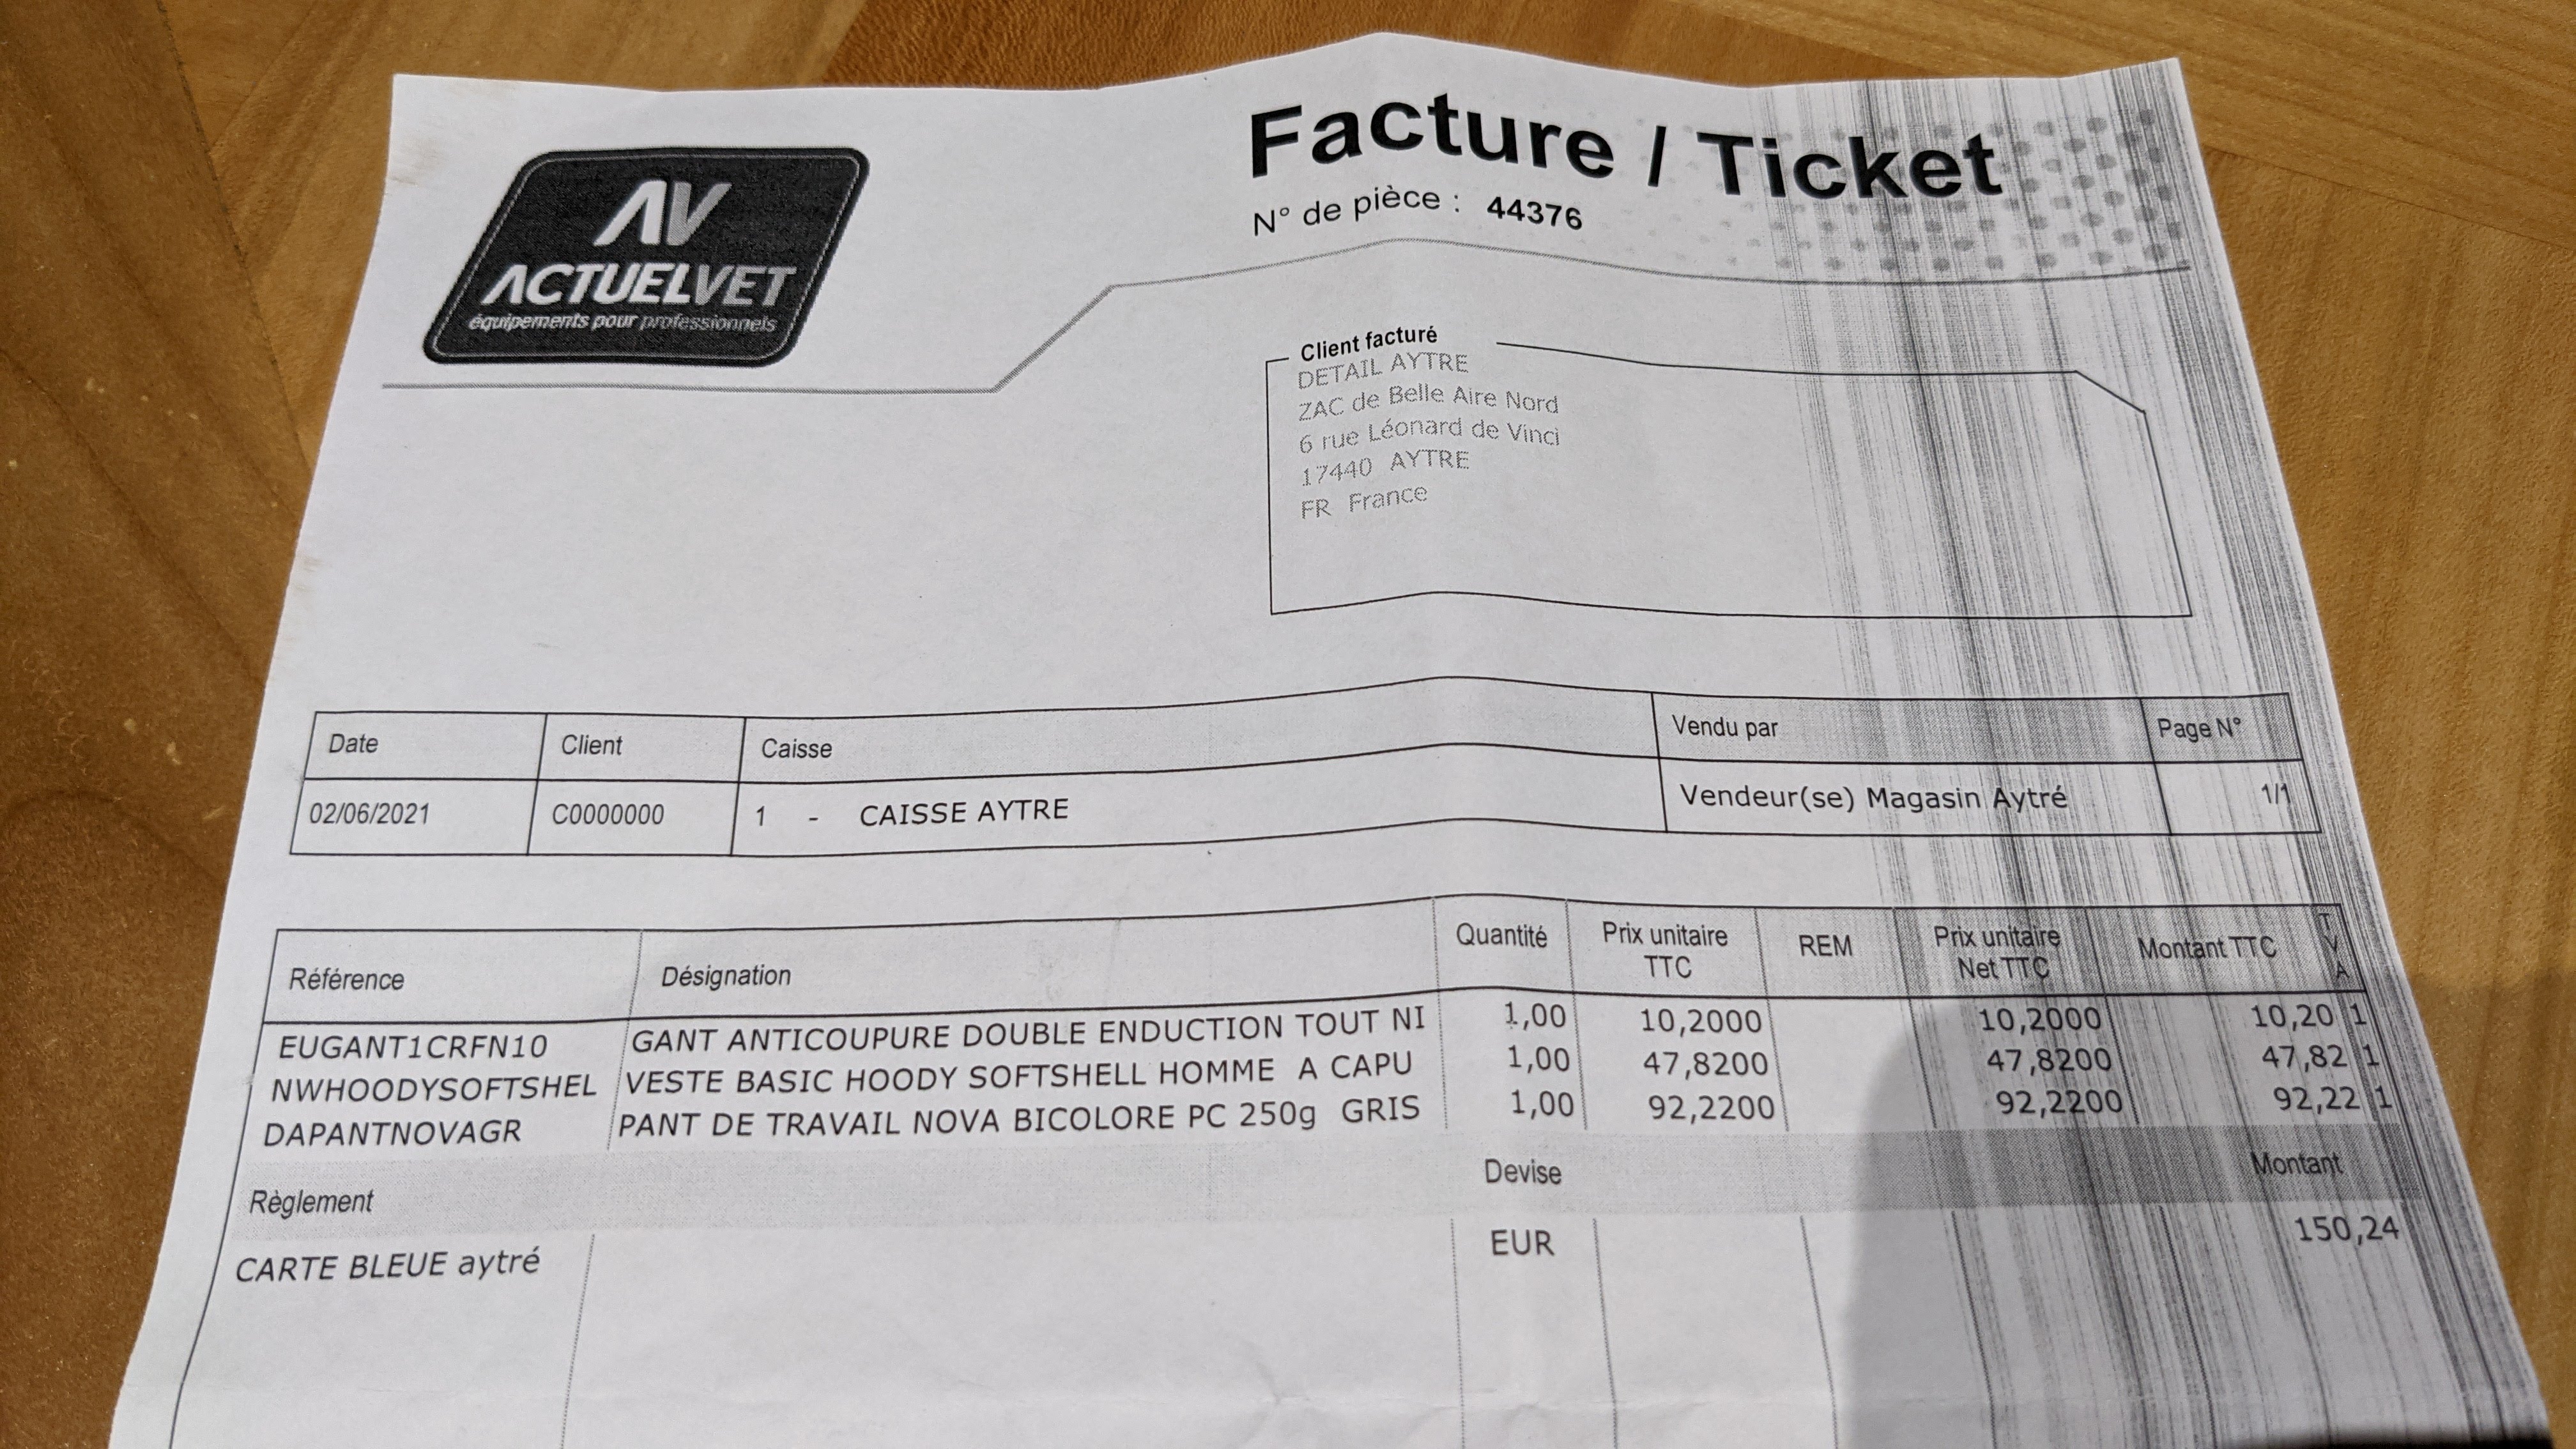 Facture / Ticket
N° de pièce : 44376
AV
ACTUELVET
équipements pour professionnels
Client facturé
DETAIL AYTRE
ZAC de Belle Aire Nord
6 rue Léonard de Vinci
17440 AYTRE
FR France
Date Client Caisse Vendu par Page N°
02/06/2021 C0000000 1 - CAISSE AYTRE Vendeur(se) Magasin Aytré 1/1
Référence Désignation Quantité Prix unitaire TTC REM Prix unitaire Net TTC Montant TTC TVA
EUGANT1CRFN10 GANT ANTICOUPURE DOUBLE ENDUCTION TOUT NI 1,00 10,2000 10,2000 10,20 1
NWHOODYSOFTSHEL VESTE BASIC HOODY SOFTSHELL HOMME A CAPU 1,00 47,8200 47,8200 47,82 1
DAPANTNOVAGR PANT DE TRAVAIL NOVA BICOLORE PC 250g GRIS 1,00 92,2200 92,2200 92,22 1
Règlement Devise Montant
CARTE BLEUE aytré EUR 150,24